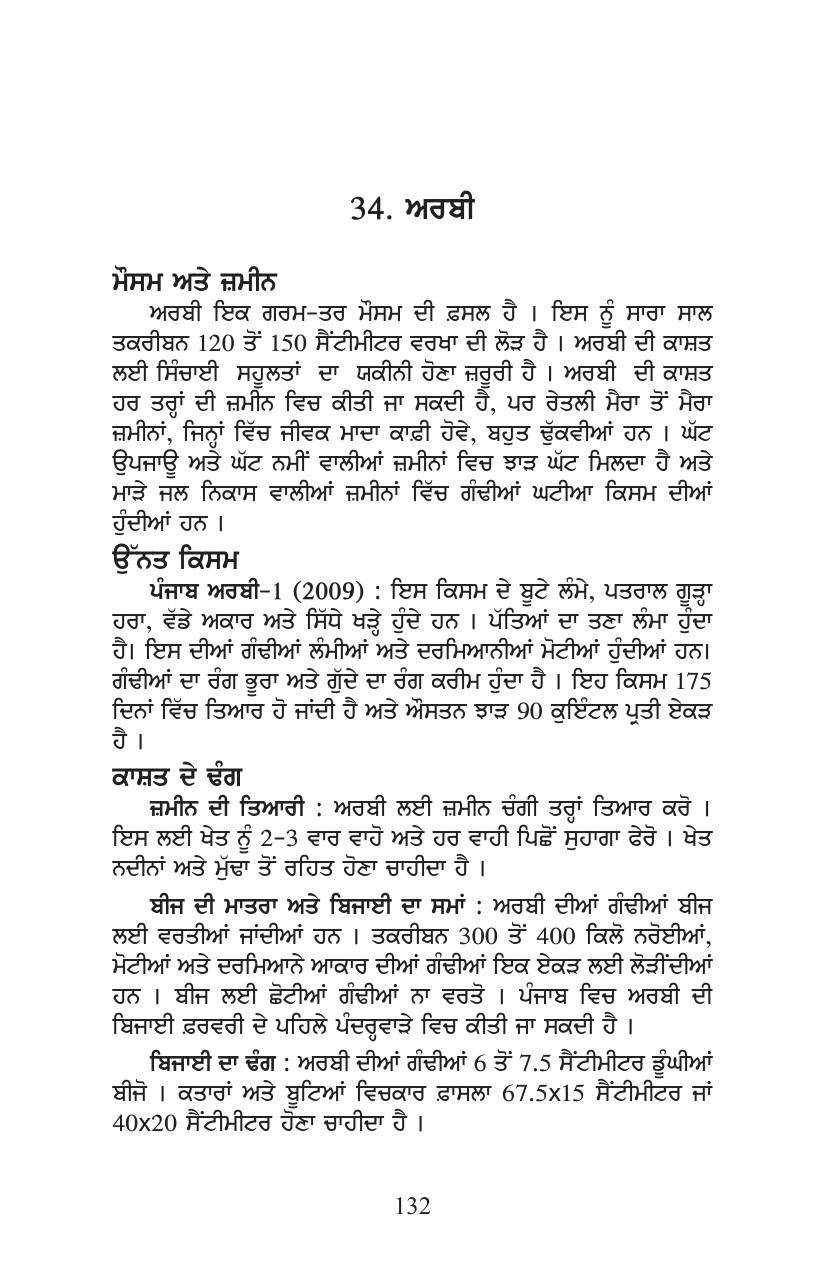 34. ਅਰਬੀ
ਮੌਸਮ ਅਤੇ ਜ਼ਮੀਨ
ਅਰਬੀ ਇਕ ਗਰਮ-ਤਰ ਮੌਸਮ ਦੀ ਫ਼ਸਲ ਹੈ । ਇਸ ਨੂੰ ਸਾਰਾ ਸਾਲ
ਤਕਰੀਬਨ 120 ਤੋਂ 150 ਸੈਂਟੀਮੀਟਰ ਵਰਖਾ ਦੀ ਲੋੜ ਹੈ । ਅਰਬੀ ਦੀ ਕਾਸ਼ਤ
ਲਈ ਸਿੰਚਾਈ ਸਹੂਲਤਾਂ ਦਾ ਯਕੀਨੀ ਹੋਣਾ ਜ਼ਰੂਰੀ ਹੈ । ਅਰਬੀ ਦੀ ਕਾਸ਼ਤ
ਹਰ ਤਰ੍ਹਾਂ ਦੀ ਜ਼ਮੀਨ ਵਿਚ ਕੀਤੀ ਜਾ ਸਕਦੀ ਹੈ, ਪਰ ਰੇਤਲੀ ਮੈਰਾ ਤੋਂ ਮੈਰਾ
ਜ਼ਮੀਨਾਂ, ਜਿਨ੍ਹਾਂ ਵਿੱਚ ਜੀਵਕ ਮਾਦਾ ਕਾਫ਼ੀ ਹੋਵੇ, ਬਹੁਤ ਢੁੱਕਵੀਆਂ ਹਨ । ਘੱਟ
ਉਪਜਾਊ ਅਤੇ ਘੱਟ ਨਮੀਂ ਵਾਲੀਆਂ ਜ਼ਮੀਨਾਂ ਵਿਚ ਝਾੜ ਘੱਟ ਮਿਲਦਾ ਹੈ ਅਤੇ
ਮਾੜੇ ਜਲ ਨਿਕਾਸ ਵਾਲੀਆਂ ਜ਼ਮੀਨਾਂ ਵਿੱਚ ਗੰਢੀਆਂ ਘਟੀਆ ਕਿਸਮ ਦੀਆਂ
ਹੁੰਦੀਆਂ ਹਨ ।
ਉੱਨਤ ਕਿਸਮ
ਪੰਜਾਬ ਅਰਬੀ-1 (2009) : ਇਸ ਕਿਸਮ ਦੇ ਬੂਟੇ ਲੰਮੇ, ਪਤਰਾਲ ਗੂੜ੍ਹਾ
ਹਰਾ, ਵੱਡੇ ਅਕਾਰ ਅਤੇ ਸਿੱਧੇ ਖੜ੍ਹੇ ਹੁੰਦੇ ਹਨ । ਪੱਤਿਆਂ ਦਾ ਤਣਾ ਲੰਮਾ ਹੁੰਦਾ
ਹੈ। ਇਸ ਦੀਆਂ ਗੰਢੀਆਂ ਲੰਮੀਆਂ ਅਤੇ ਦਰਮਿਆਨੀਆਂ ਮੋਟੀਆਂ ਹੁੰਦੀਆਂ ਹਨ।
ਗੰਢੀਆਂ ਦਾ ਰੰਗ ਭੂਰਾ ਅਤੇ ਗੁੱਦੇ ਦਾ ਰੰਗ ਕਰੀਮ ਹੁੰਦਾ ਹੈ । ਇਹ ਕਿਸਮ 175
ਦਿਨਾਂ ਵਿੱਚ ਤਿਆਰ ਹੋ ਜਾਂਦੀ ਹੈ ਅਤੇ ਔਸਤਨ ਝਾੜ 90 ਕੁਇੰਟਲ ਪ੍ਰਤੀ ਏਕੜ
ਹੈ ।
ਕਾਸ਼ਤ ਦੇ ਢੰਗ
ਜ਼ਮੀਨ ਦੀ ਤਿਆਰੀ : ਅਰਬੀ ਲਈ ਜ਼ਮੀਨ ਚੰਗੀ ਤਰ੍ਹਾਂ ਤਿਆਰ ਕਰੋ ।
ਇਸ ਲਈ ਖੇਤ ਨੂੰ 2-3 ਵਾਰ ਵਾਹੋ ਅਤੇ ਹਰ ਵਾਹੀ ਪਿਛੋਂ ਸੁਹਾਗਾ ਫੇਰੋ । ਖੇਤ
ਨਦੀਨਾਂ ਅਤੇ ਮੁੱਢਾ ਤੋਂ ਰਹਿਤ ਹੋਣਾ ਚਾਹੀਦਾ ਹੈ ।
ਬੀਜ ਦੀ ਮਾਤਰਾ ਅਤੇ ਬਿਜਾਈ ਦਾ ਸਮਾਂ : ਅਰਬੀ ਦੀਆਂ ਗੰਢੀਆਂ ਬੀਜ
ਲਈ ਵਰਤੀਆਂ ਜਾਂਦੀਆਂ ਹਨ । ਤਕਰੀਬਨ 300 ਤੋਂ 400 ਕਿਲੋ ਨਰੋਈਆਂ,
ਮੋਟੀਆਂ ਅਤੇ ਦਰਮਿਆਨੇ ਆਕਾਰ ਦੀਆਂ ਗੰਢੀਆਂ ਇਕ ਏਕੜ ਲਈ ਲੋੜੀਂਦੀਆਂ
ਹਨ । ਬੀਜ ਲਈ ਛੋਟੀਆਂ ਗੰਢੀਆਂ ਨਾ ਵਰਤੋ । ਪੰਜਾਬ ਵਿਚ ਅਰਬੀ ਦੀ
ਬਿਜਾਈ ਫ਼ਰਵਰੀ ਦੇ ਪਹਿਲੇ ਪੰਦਰ੍ਹਵਾੜੇ ਵਿਚ ਕੀਤੀ ਜਾ ਸਕਦੀ ਹੈ ।
ਬਿਜਾਈ ਦਾ ਢੰਗ : ਅਰਬੀ ਦੀਆਂ ਗੰਢੀਆਂ 6 ਤੋਂ 7.5 ਸੈਂਟੀਮੀਟਰ ਡੂੰਘੀਆਂ
ਬੀਜੋ । ਕਤਾਰਾਂ ਅਤੇ ਬੂਟਿਆਂ ਵਿਚਕਾਰ ਫ਼ਾਸਲਾ 67.5x15 ਸੈਂਟੀਮੀਟਰ ਜਾਂ
40x20 ਸੈਂਟੀਮੀਟਰ ਹੋਣਾ ਚਾਹੀਦਾ ਹੈ ।
132